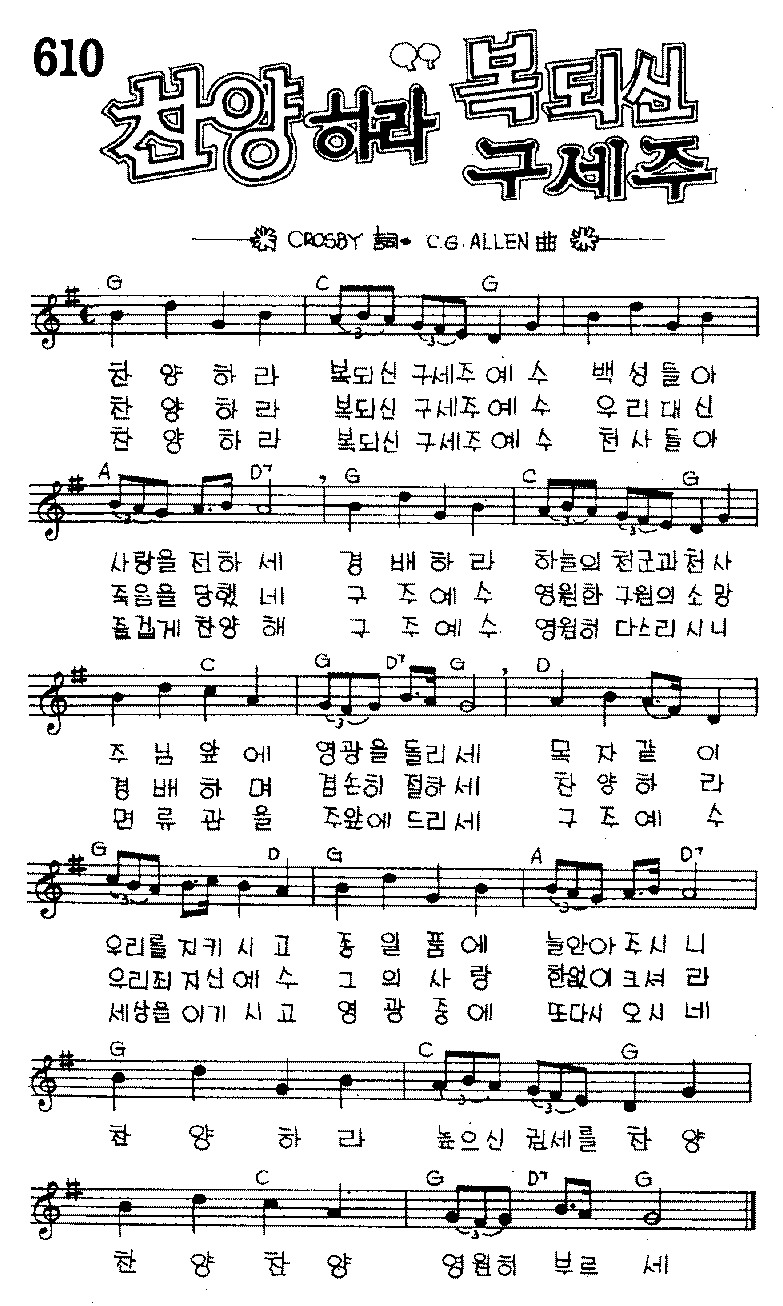 610
찬양하라 복되신
구세주
CROSBY 詞 · C.G. ALLEN 曲
G C G
찬 양 하 라 복되신 구세주 예 수 백 성 들 아
찬 양 하 라 복되신 구세주 예 수 우 리 대 신
찬 양 하 라 복되신 구세주 예 수 천 사 들 아
A D7 G C G
사랑을 전하 세 경 배 하 라 하늘의 천군과 천사
죽음을 당했 네 구 주 예 수 영원한 구원의 소망
즐겁게 찬양 해 구 주 예 수 영원히 다스리 시니
C G D7 G D
주 님 앞 에 영광을 돌리 세 목 자 같 이
경 배 하 며 겸손히 절하 세 찬 양 하 라
면 류 관 을 주앞에 드리 세 구 주 예 수
G D G A D7
우리를 지키 시 고 종 일 품 에 늘안아 주시 니
우리죄 지신 예 수 그 의 사 랑 한없이 크셔 라
세상을 이기 시 고 영 광 중 에 또다시 오시 네
G C G
찬 양 하 라 높으신 권세를 찬 양
C G D7 G
찬 양 찬 양 영원히 부르 세